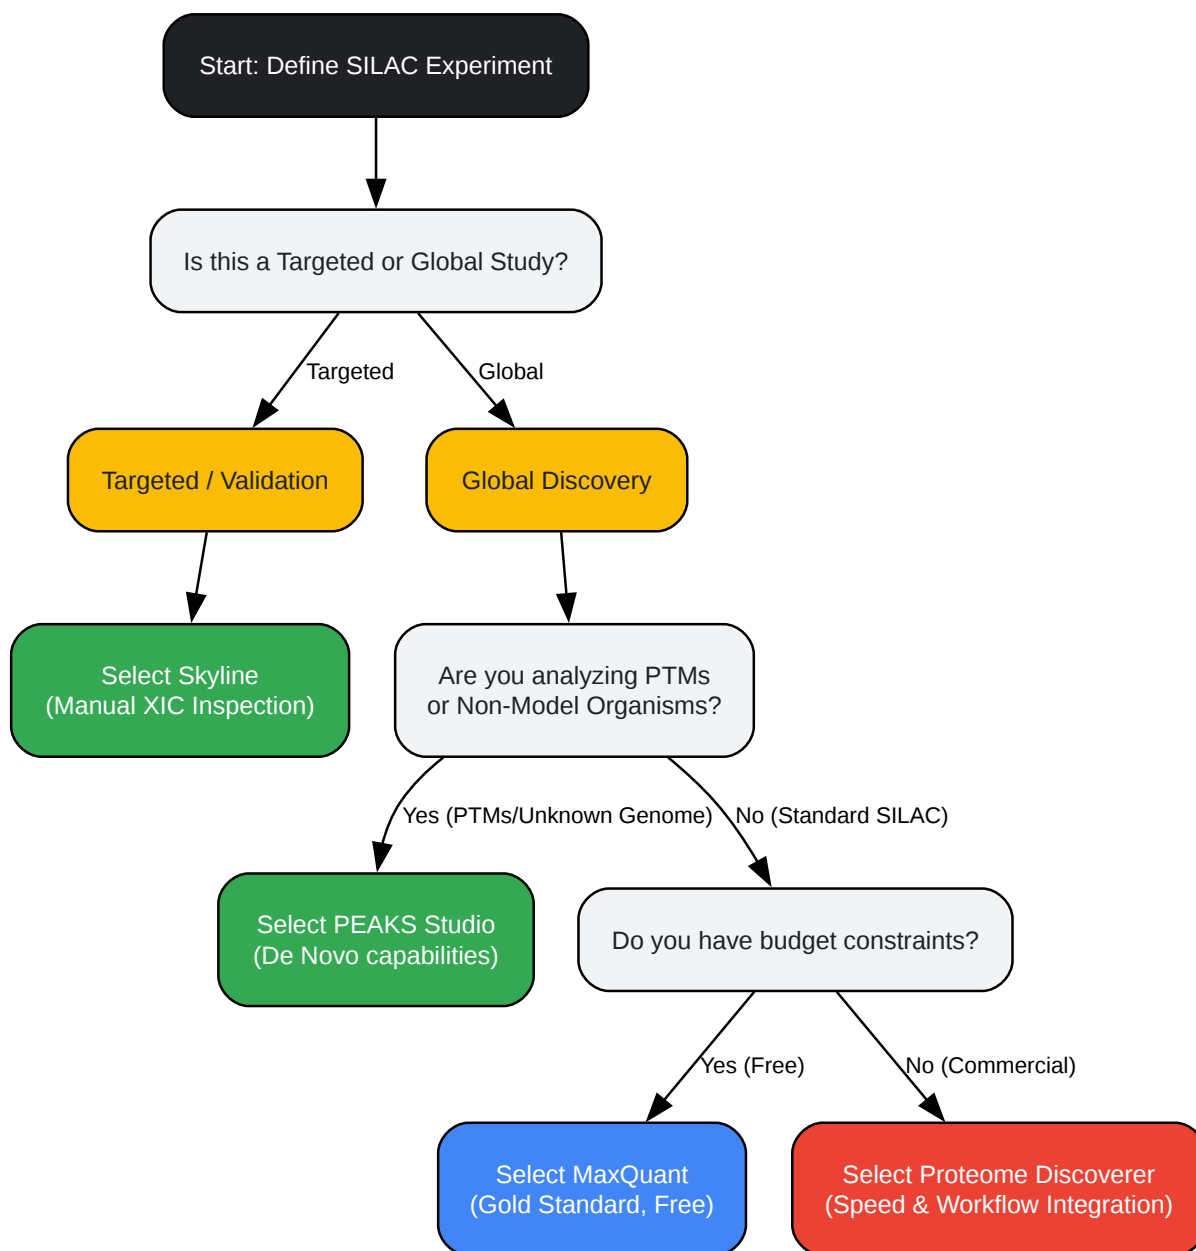 Start: Define SILAC Experiment
Is this a Targeted or Global Study?
Targeted
Global
Targeted / Validation
Global Discovery
Select Skyline
(Manual XIC Inspection)
Are you analyzing PTMs
or Non-Model Organisms?
Yes (PTMs/Unknown Genome)
No (Standard SILAC)
Select PEAKS Studio
(De Novo capabilities)
Do you have budget constraints?
Yes (Free)
No (Commercial)
Select MaxQuant
(Gold Standard, Free)
Select Proteome Discoverer
(Speed & Workflow Integration)